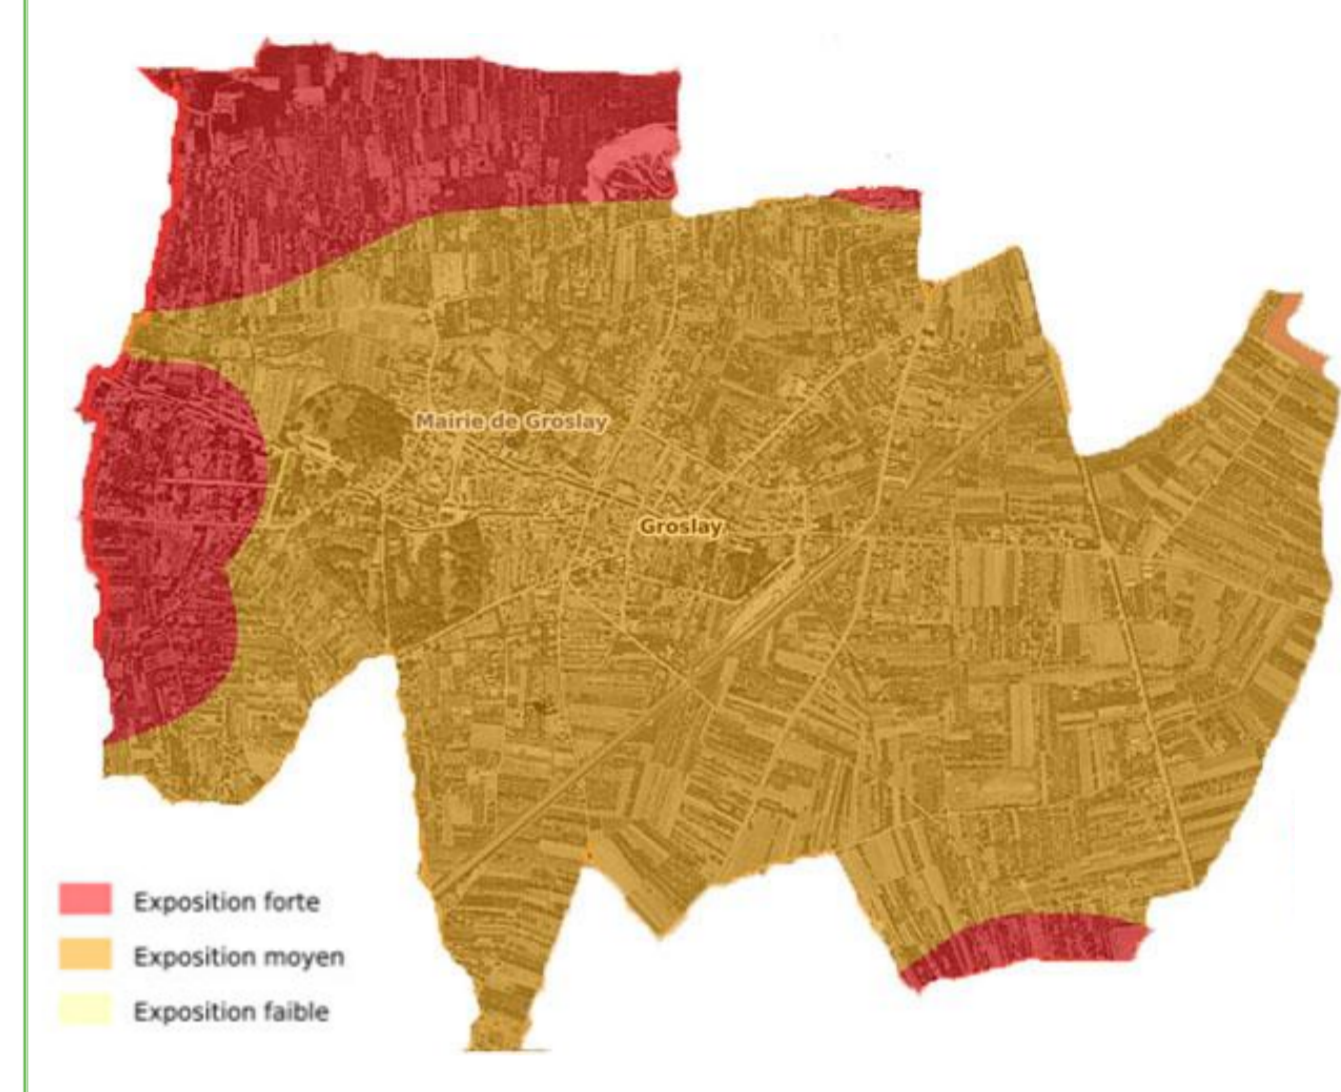 Mairie de Groslay
Groslay
Exposition forte
Exposition moyen
Exposition faible